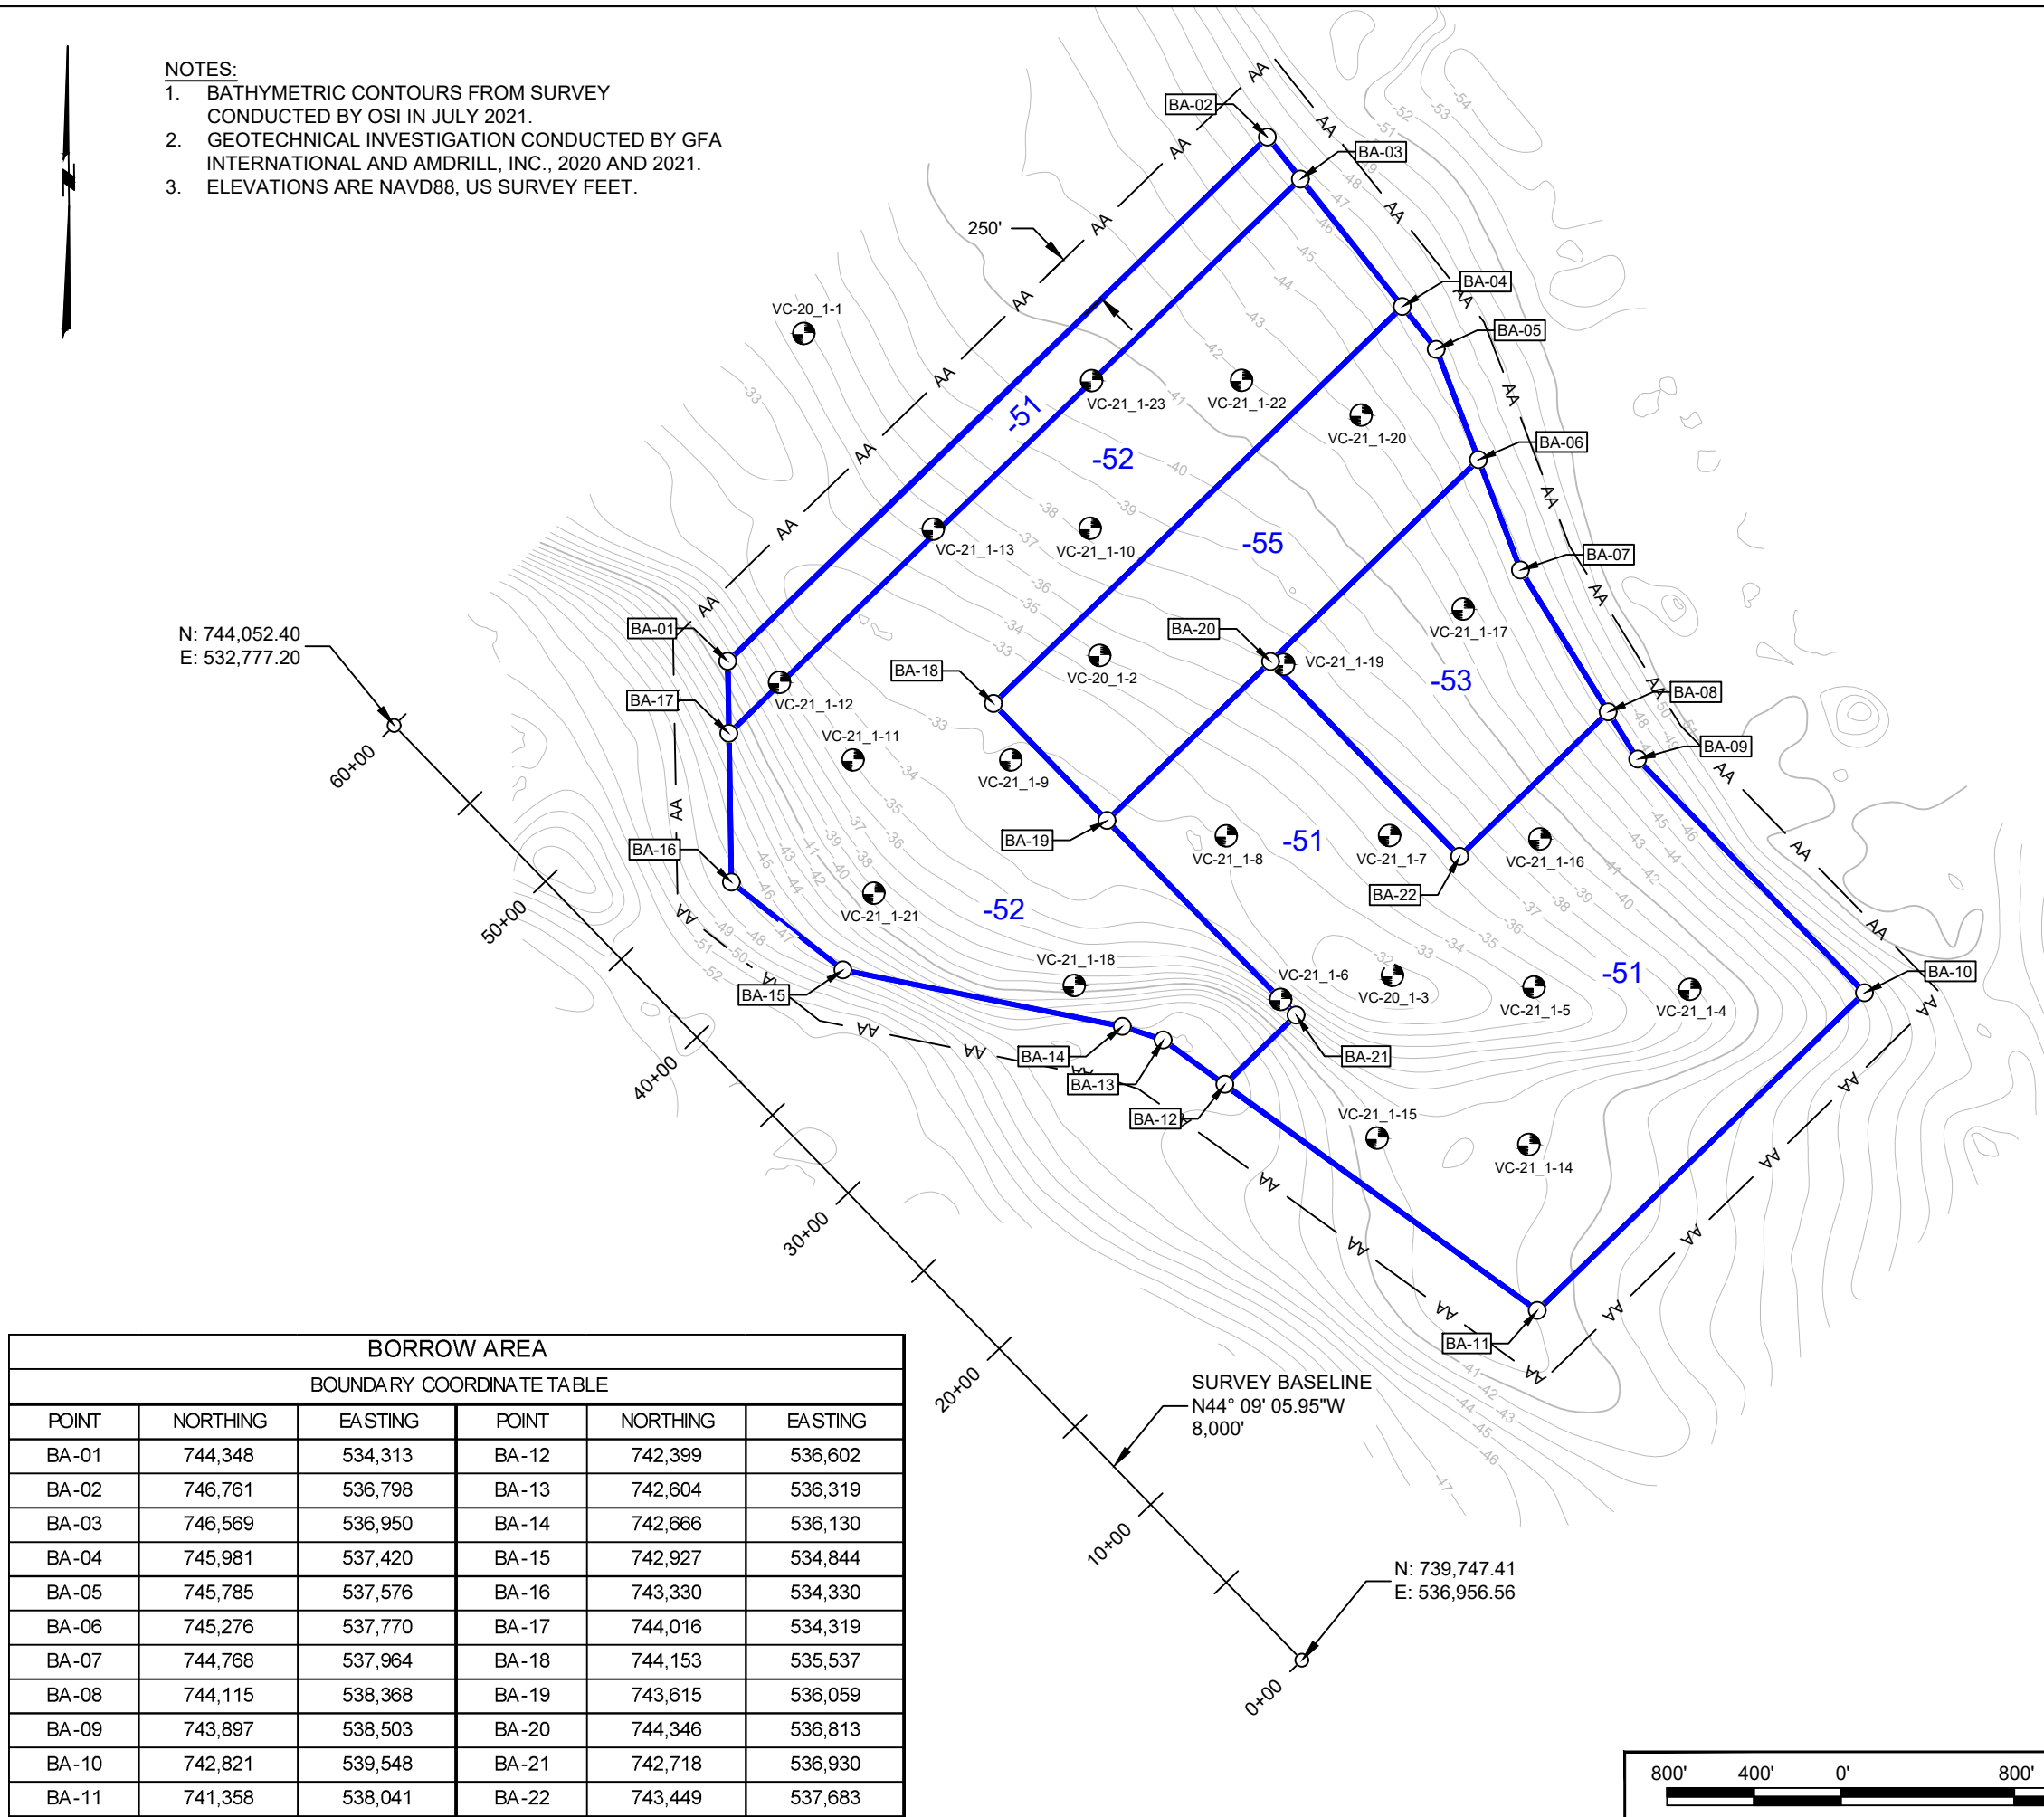 NOTES:
1. BATHYMETRIC CONTOURS FROM SURVEY
CONDUCTED BY OSI IN JULY 2021.
2. GEOTECHNICAL INVESTIGATION CONDUCTED BY GFA
INTERNATIONAL AND AMDRILL, INC., 2020 AND 2021.
3. ELEVATIONS ARE NAVD88, US SURVEY FEET.
BA-02
BA-03
250'
BA-04
BA-05
VC-20_1-1
VC-21_1-23
VC-21_1-22
VC-21_1-20
-51
-52
BA-06
VC-21_1-13
VC-21_1-10
-55
BA-07
N: 744,052.40
E: 532,777.20
BA-01
BA-20
VC-21_1-17
BA-18
VC-20_1-2
VC-21_1-19
-53
BA-17
VC-21_1-12
BA-08
60+00
VC-21_1-11
VC-21_1-9
BA-09
BA-16
BA-19
VC-21_1-8
-51
VC-21_1-7
VC-21_1-16
BA-22
50+00
VC-21_1-21
-52
VC-21_1-18
VC-21_1-6
VC-20_1-3
VC-21_1-5
-51
VC-21_1-4
BA-10
BA-15
BA-14
BA-21
BA-13
BA-12
40+00
VC-21_1-15
VC-21_1-14
30+00
BA-11
20+00
SURVEY BASELINE
N44° 09' 05.95"W
8,000'
10+00
N: 739,747.41
E: 536,956.56
0+00
BORROW AREA
BOUNDARY COORDINATE TABLE
POINT NORTHING EASTING POINT NORTHING EASTING
BA-01 744,348 534,313 BA-12 742,399 536,602
BA-02 746,761 536,798 BA-13 742,604 536,319
BA-03 746,569 536,950 BA-14 742,666 536,130
BA-04 745,981 537,420 BA-15 742,927 534,844
BA-05 745,785 537,576 BA-16 743,330 534,330
BA-06 745,276 537,770 BA-17 744,016 534,319
BA-07 744,768 537,964 BA-18 744,153 535,537
BA-08 744,115 538,368 BA-19 743,615 536,059
BA-09 743,897 538,503 BA-20 744,346 536,813
BA-10 742,821 539,548 BA-21 742,718 536,930
BA-11 741,358 538,041 BA-22 743,449 537,683
800' 400' 0' 800'